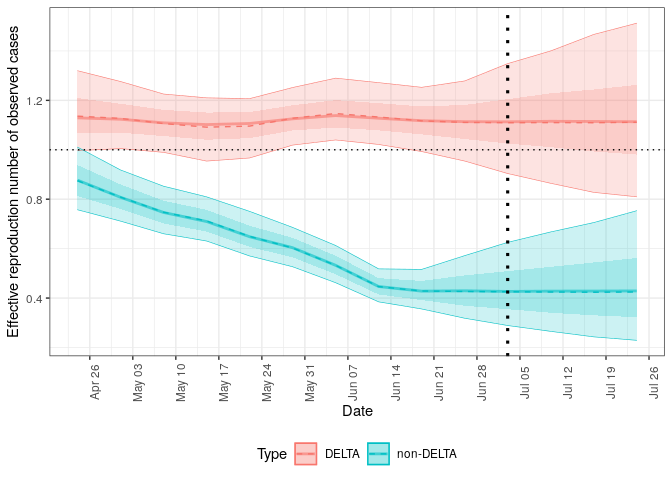 Effective reproduction number of observed cases
1.2
0.8
0.4
Apr 26
May 03
May 10
May 17
May 24
May 31
Jun 07
Jun 14
Jun 21
Jun 28
Jul 05
Jul 12
Jul 19
Jul 26
Date
Type DELTA non-DELTA